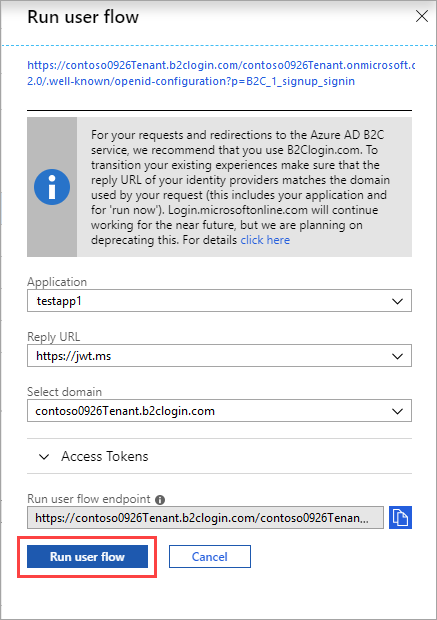 Run user flow
https://contoso0926Tenant.b2clogin.com/contoso0926Tenant.onmicrosoft.c
2.0/.well-known/openid-configuration?p=B2C_1_signup_signin
For your requests and redirections to the Azure AD B2C
service, we recommend that you use B2Clogin.com. To
transition your existing experiences make sure that the
reply URL of your identity providers matches the domain
used by your request (this includes your application and
for 'run now'). Login.microsoftonline.com will continue
working for the near future, but we are planning on
deprecating this. For details click here
Application
testapp1
Reply URL
https://jwt.ms
Select domain
contoso0926Tenant.b2clogin.com
Access Tokens
Run user flow endpoint
https://contoso0926Tenant.b2clogin.com/contoso0926Tenan...
Run user flow
Cancel